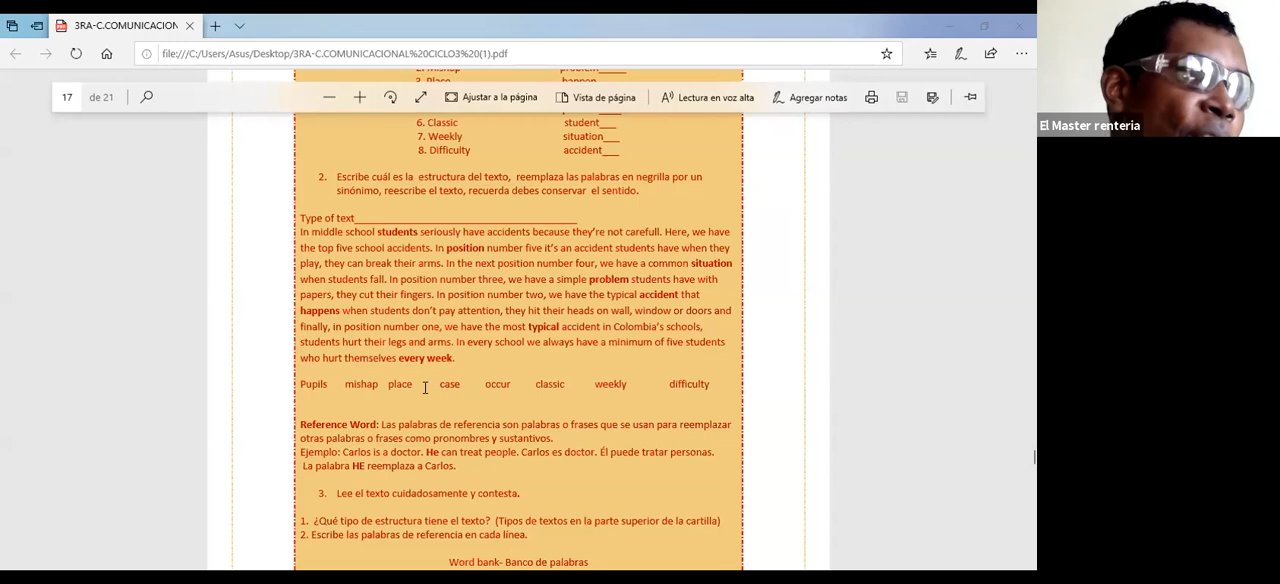 3RA-C.COMUNICACION
file:///C:/Users/Asus/Desktop/3RA-C.COMUNICACIONAL%20CICLO3%20(1).pdf
17 de 21
Ajustar a la página
Vista de página
Lectura en voz alta
Agregar notas
El Master renteria
6. Classic student___
7. Weekly situation___
8. Difficulty accident___
2. Escribe cuál es la estructura del texto, reemplaza las palabras en negrilla por un
sinónimo, reescribe el texto, recuerda debes conservar el sentido.
Type of text___________________________________
In middle school students seriously have accidents because they're not carefull. Here, we have
the top five school accidents. In position number five it's an accident students have when they
play, they can break their arms. In the next position number four, we have a common situation
when students fall. In position number three, we have a simple problem students have with
papers, they cut their fingers. In position number two, we have the typical accident that
happens when students don't pay attention, they hit their heads on wall, window or doors and
finally, in position number one, we have the most typical accident in Colombia's schools,
students hurt their legs and arms. In every school we always have a minimum of five students
who hurt themselves every week.
Pupils mishap place case occur classic weekly difficulty
Reference Word: Las palabras de referencia son palabras o frases que se usan para reemplazar
otras palabras o frases como pronombres y sustantivos.
Ejemplo: Carlos is a doctor. He can treat people. Carlos es doctor. Él puede tratar personas.
La palabra HE reemplaza a Carlos.
3. Lee el texto cuidadosamente y contesta.
1. ¿Qué tipo de estructura tiene el texto? (Tipos de textos en la parte superior de la cartilla)
2. Escribe las palabras de referencia en cada línea.
Word bank- Banco de palabras